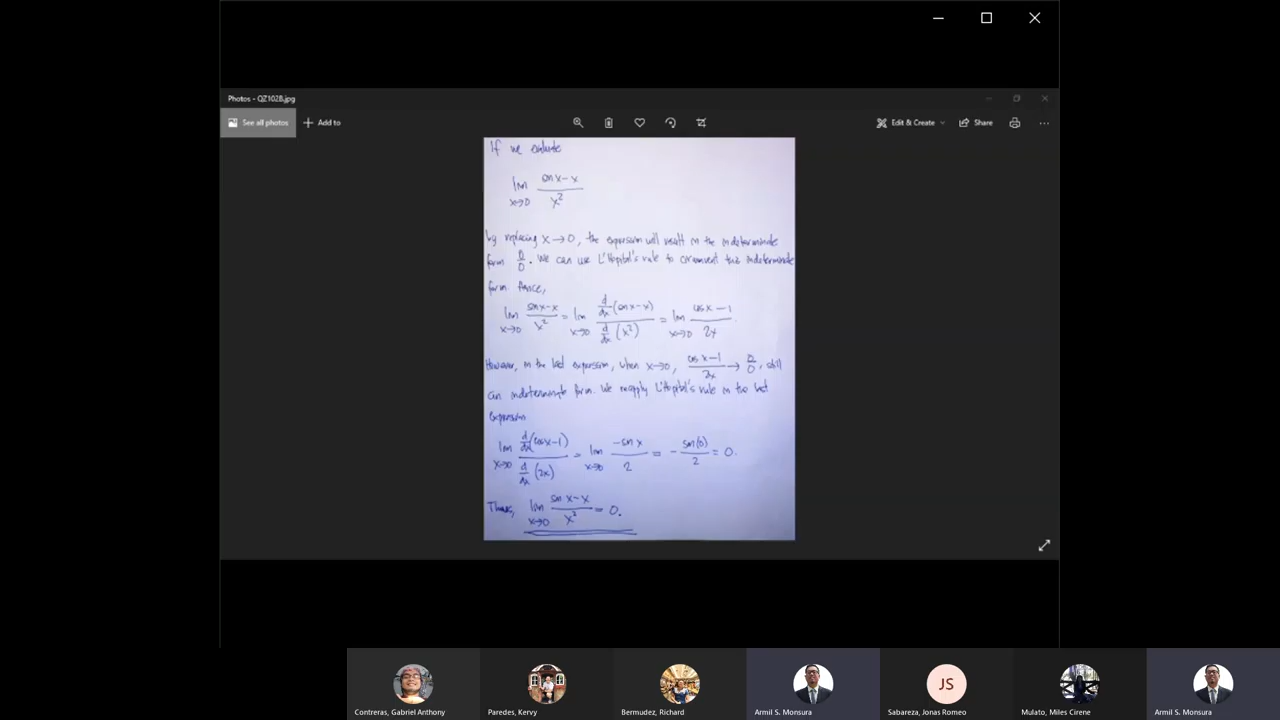 Photos - QZ102B.jpg
See all photos
Add to
Edit & Create
Share
If we evaluate
lim x→0 (sin x − x)/x²
by replacing x→0, the expression will result in the indeterminate
form 0/0. We can use L'Hopital's rule to circumvent this indeterminate
form. Hence,
lim x→0 (sin x − x)/x² = lim x→0 (d/dx (sin x − x))/(d/dx (x²)) = lim x→0 (cos x − 1)/2x.
However, in the last expression, when x→0, (cos x − 1)/2x → 0/0, still
an indeterminate form. We reapply L'Hopital's rule in the last
expression
lim x→0 (d/dx (cos x − 1))/(d/dx (2x)) = lim x→0 (−sin x)/2 = − sin(0)/2 = 0.
Thus, lim x→0 (sin x − x)/x² = 0.
Contreras, Gabriel Anthony
Paredes, Kervy
Bermudez, Richard
Armil S. Monsura
JS
Sabareza, Jonas Romeo
Mulato, Miles Cirene
Armil S. Monsura